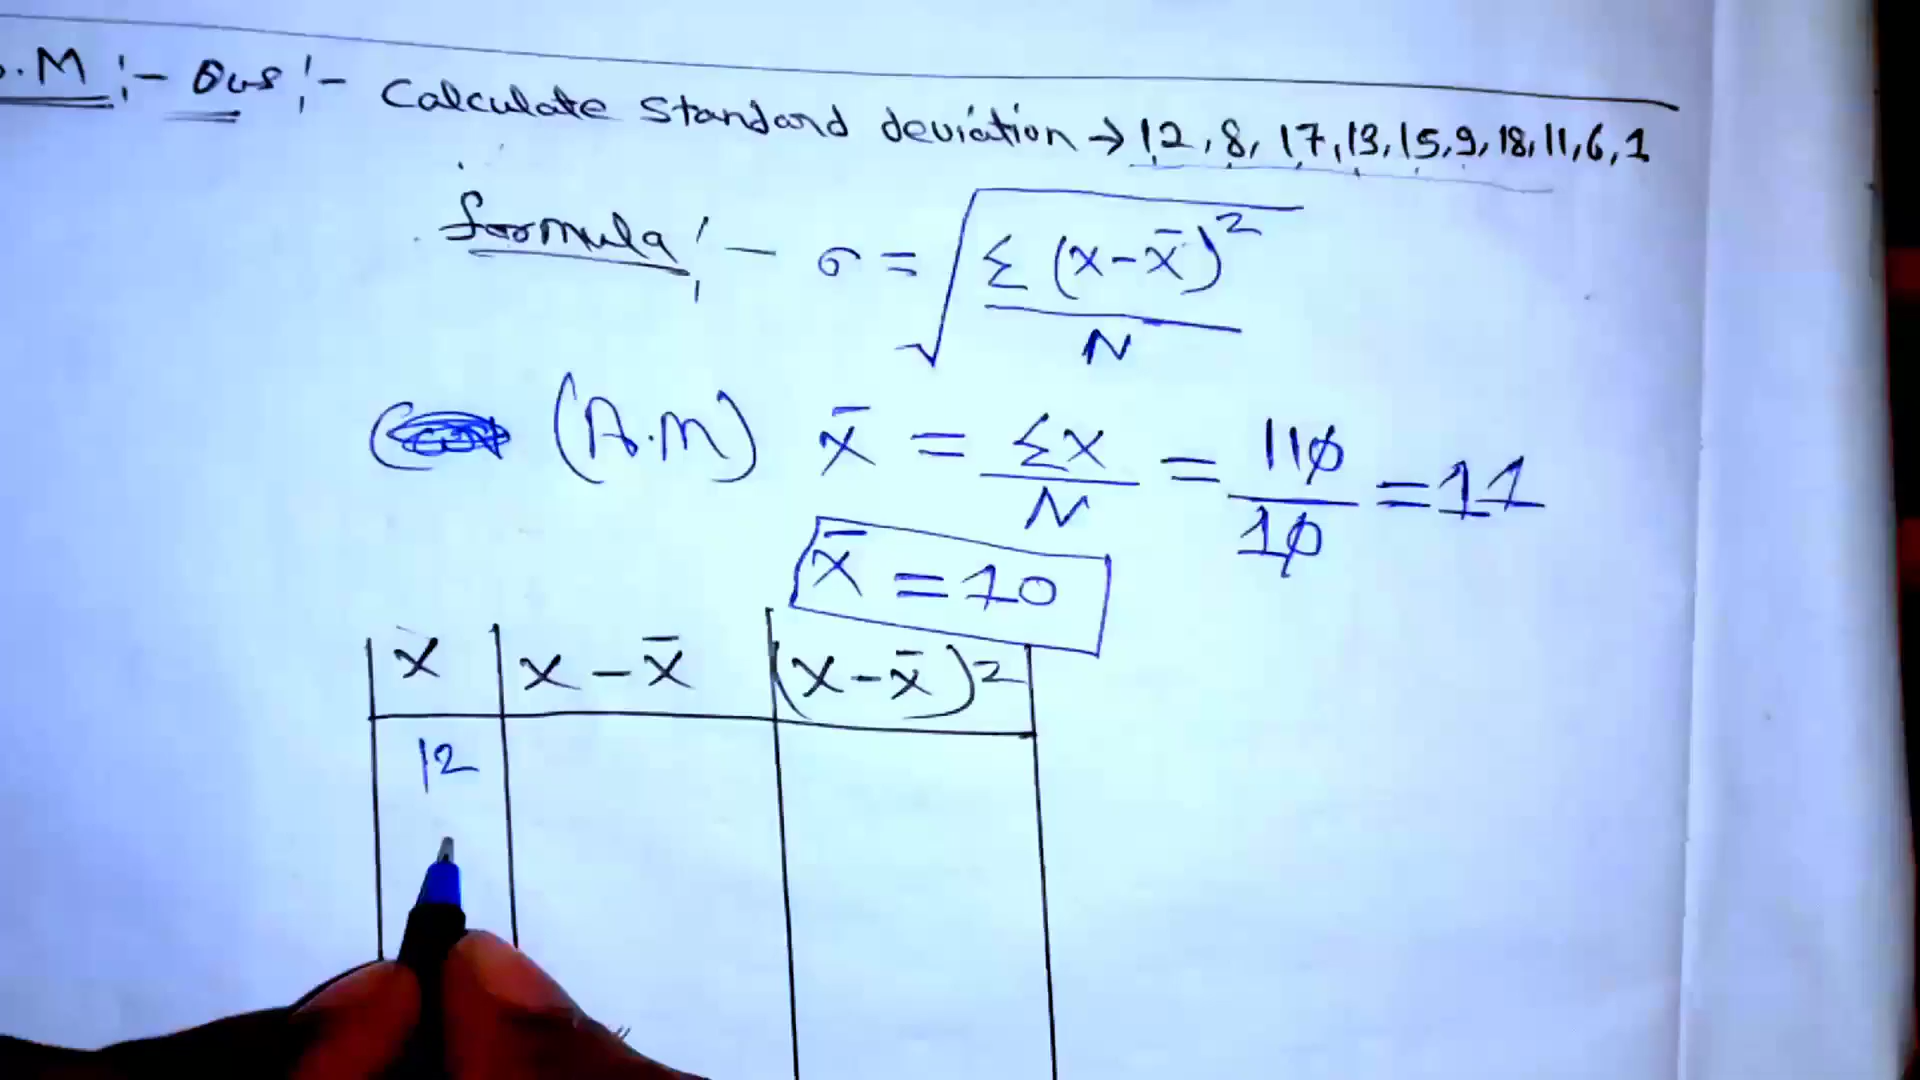 .M :- Qus :- Calculate Standard deviation → 12, 8, 17, 13, 15, 9, 18, 11, 6, 1
formula :- σ = √Σ(x-x̄)²/N
(A.M) x̄ = Σx/N = 110/10 = 11
x̄ = 10
x | x - x̄ | (x-x̄)²
12